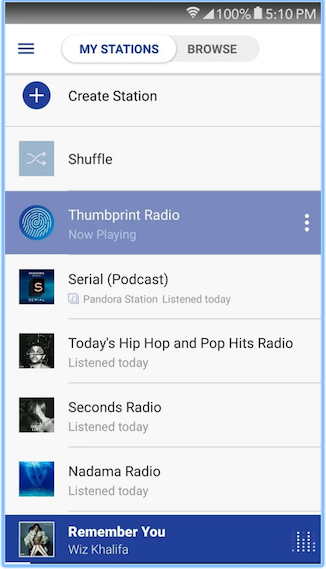 100% 5:10 PM
MY STATIONS BROWSE
Create Station
Shuffle
Thumbprint Radio
Now Playing
Serial (Podcast)
Pandora Station Listened today
Today's Hip Hop and Pop Hits Radio
Listened today
Seconds Radio
Listened today
Nadama Radio
Listened today
Remember You
Wiz Khalifa
PANDORA
S
SERIAL